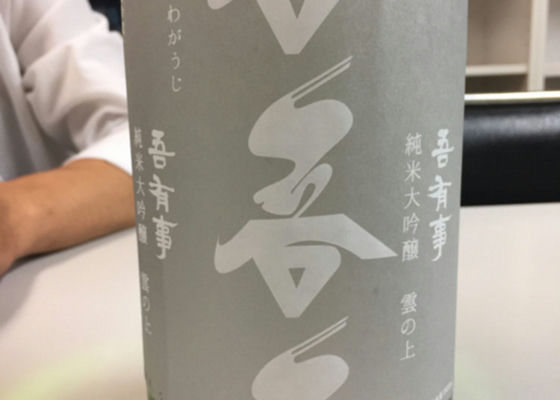 吾有事
純米大吟醸 雲の上
吾
わがうじ
吾有事
純米大吟醸 雲の上